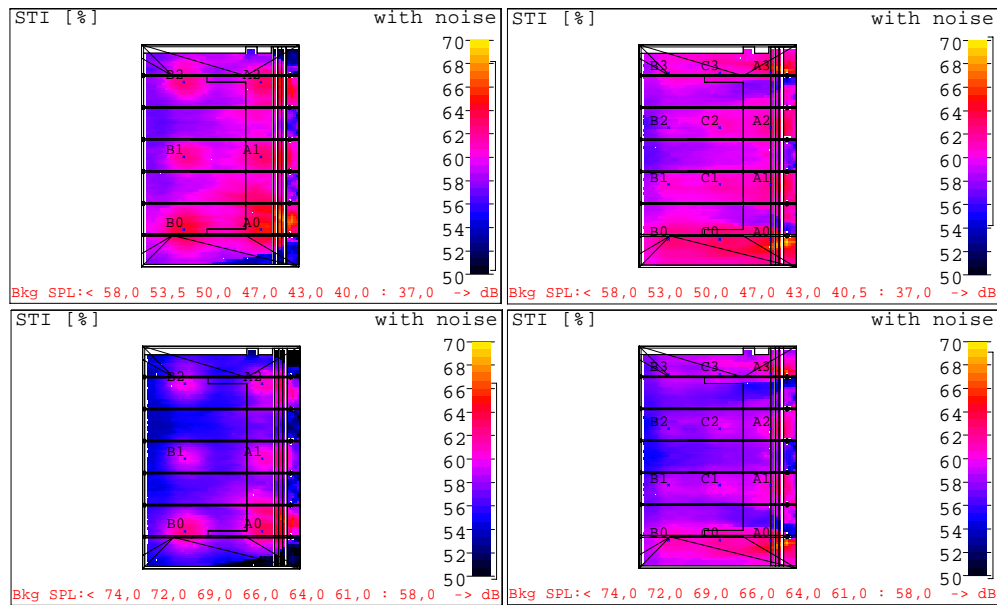 STI [%] with noise
70
68
66
64
62
60
58
56
54
52
50
B2 A2
B1 A1
B0 A0
Bkg SPL:< 58,0 53,5 50,0 47,0 43,0 40,0 : 37,0 -> dB
STI [%] with noise
70
68
66
64
62
60
58
56
54
52
50
B3 C3 A3
B2 C2 A2
B1 C1 A1
B0 C0 A0
Bkg SPL:< 58,0 53,0 50,0 47,0 43,0 40,5 : 37,0 -> dB
STI [%] with noise
70
68
66
64
62
60
58
56
54
52
50
B2 A2
B1 A1
B0 A0
Bkg SPL:< 74,0 72,0 69,0 66,0 64,0 61,0 : 58,0 -> dB
STI [%] with noise
70
68
66
64
62
60
58
56
54
52
50
B3 C3 A3
B2 C2 A2
B1 C1 A1
B0 C0 A0
Bkg SPL:< 74,0 72,0 69,0 66,0 64,0 61,0 : 58,0 -> dB